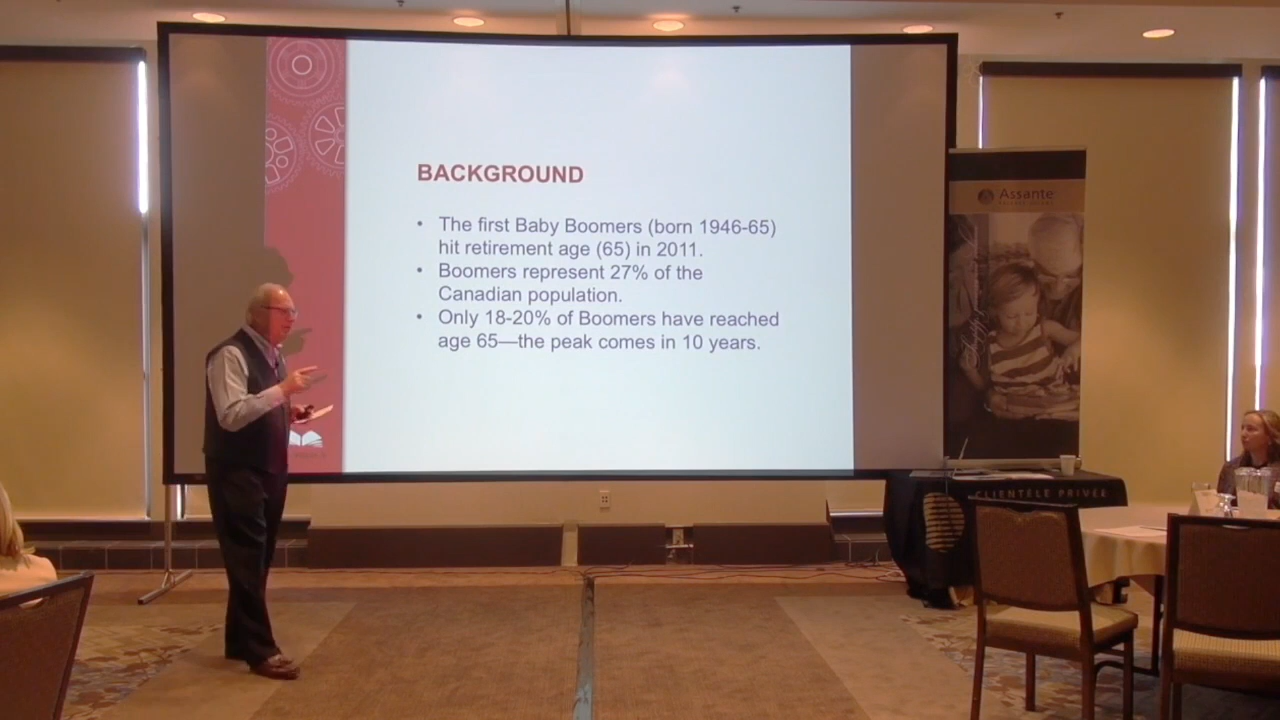 BACKGROUND
• The first Baby Boomers (born 1946-65)
hit retirement age (65) in 2011.
• Boomers represent 27% of the
Canadian population.
• Only 18-20% of Boomers have reached
age 65—the peak comes in 10 years.
Assante
CLIENTÈLE PRIVÉE